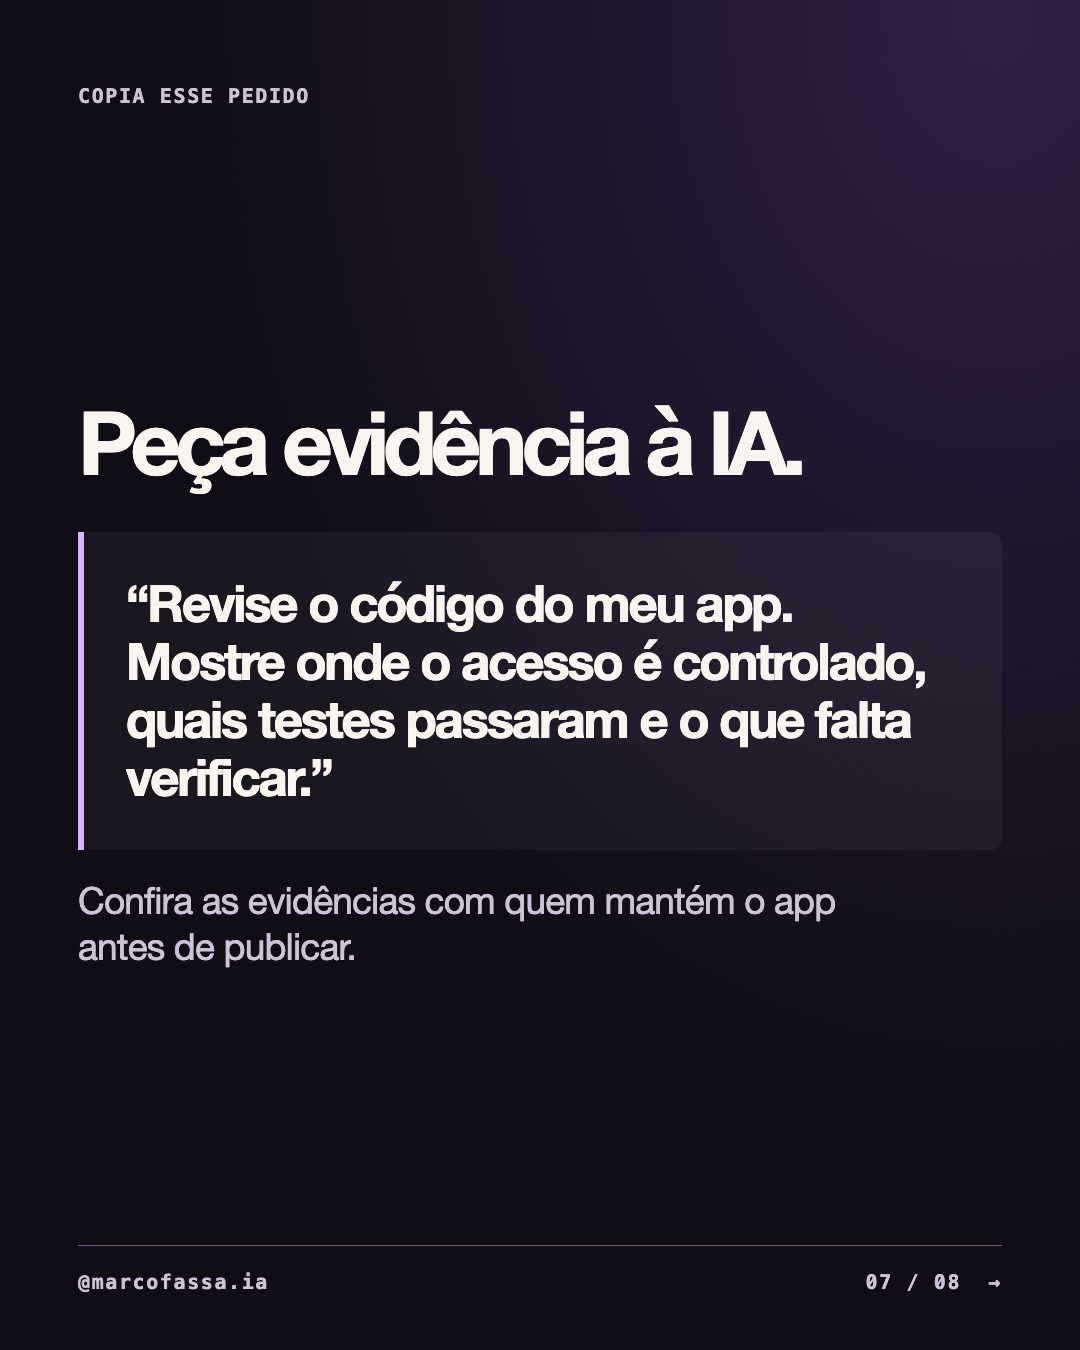 COPIA ESSE PEDIDO
Peça evidência à IA.
“Revise o código do meu app.
Mostre onde o acesso é controlado,
quais testes passaram e o que falta
verificar.”
Confira as evidências com quem mantém o app
antes de publicar.
@marcofassa.ia
07 / 08 →